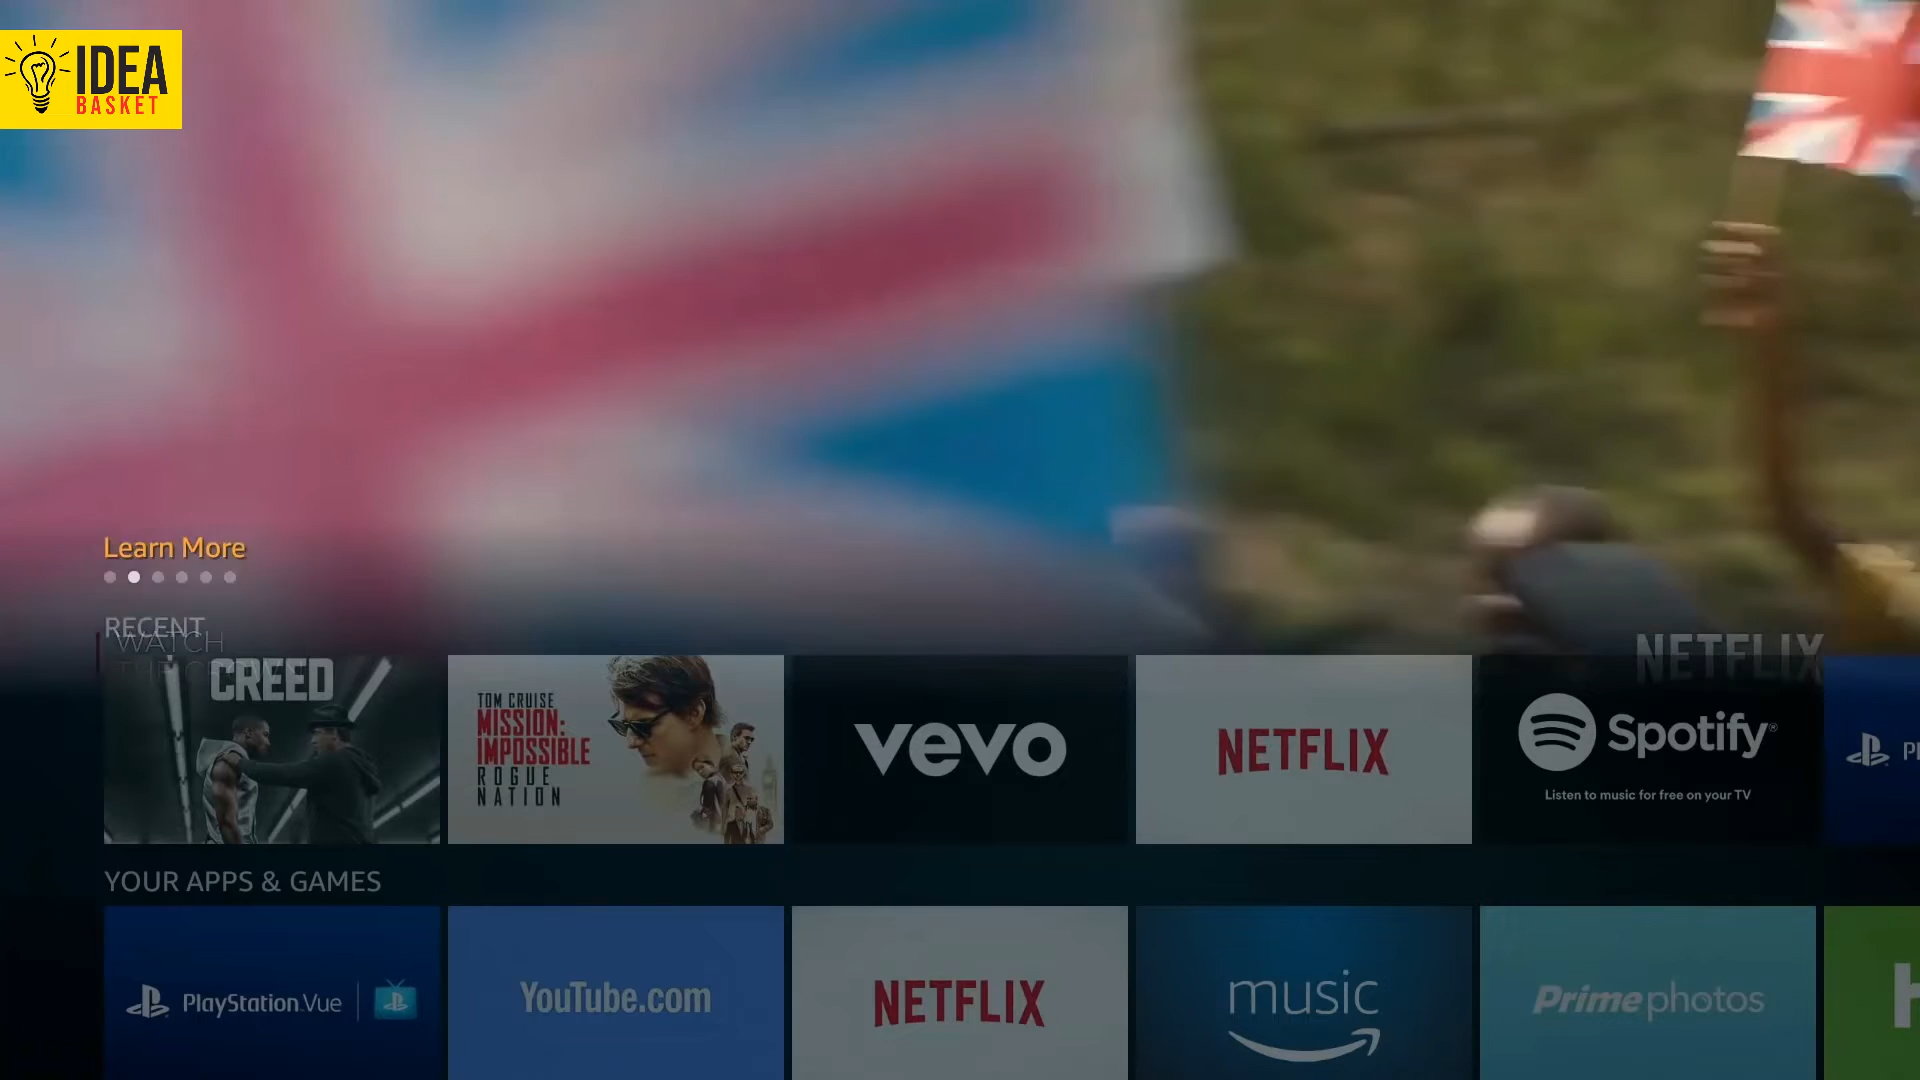 IDEA
BASKET
Learn More
RECENT
WATCH
NETFLIX
CREED
TOM CRUISE
MISSION:
IMPOSSIBLE
ROGUE
NATION
vevo
NETFLIX
Spotify
Listen to music for free on your TV
YOUR APPS & GAMES
PlayStation Vue
YouTube.com
NETFLIX
music
Prime photos